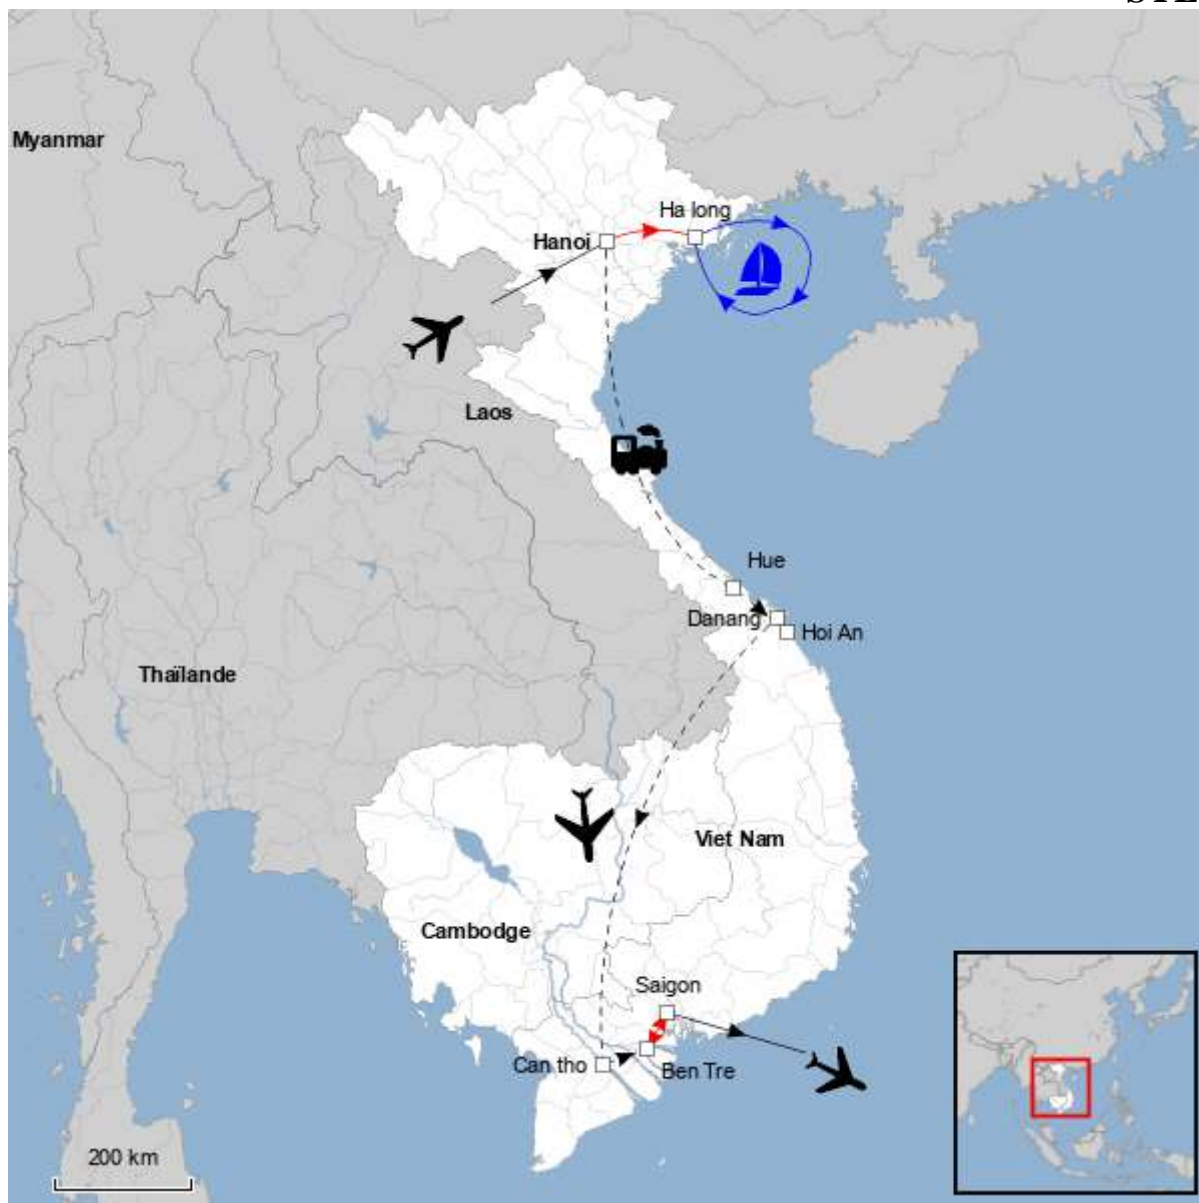 Myanmar
Ha long
Hanoi
Laos
Hue
Danang
Hoi An
Thaïlande
Viet Nam
Cambodge
Saigon
Can tho
Ben Tre
200 km